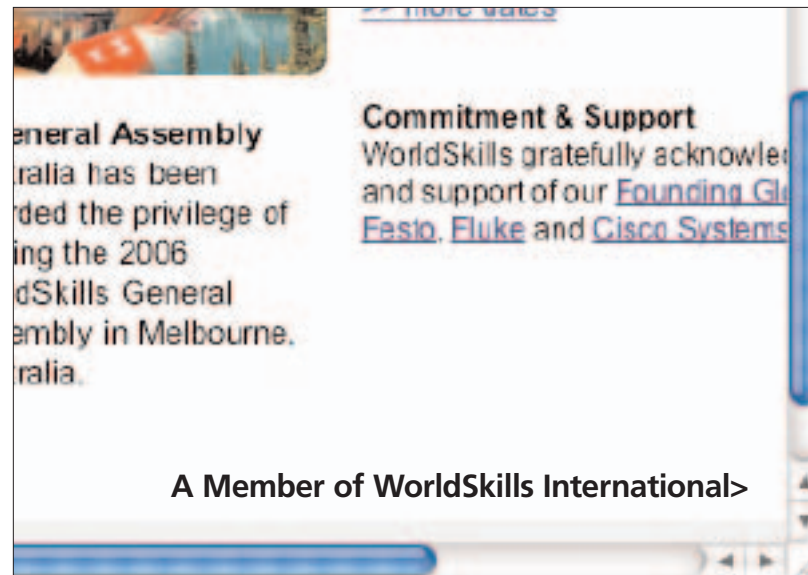 >> more dates
eneral Assembly
ralia has been
rded the privilege of
ing the 2006
dSkills General
embly in Melbourne,
ralia.
Commitment & Support
WorldSkills gratefully acknowle
and support of our Founding Gl
Festo, Fluke and Cisco Systems
A Member of WorldSkills International>